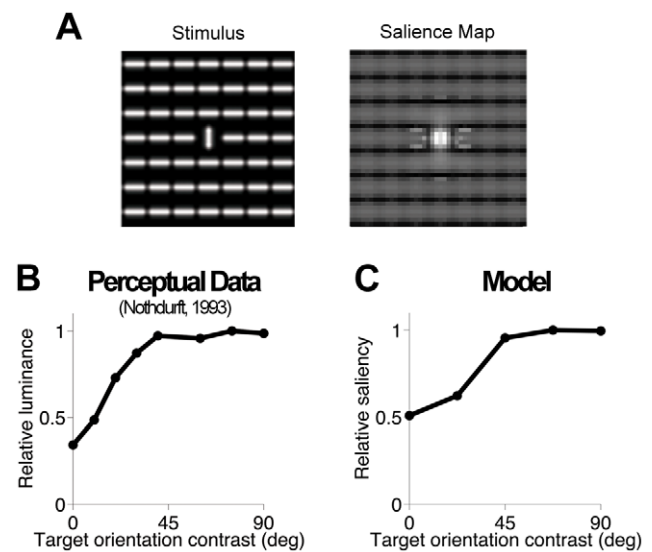 A
Stimulus
Salience Map
B
Perceptual Data
(Nothdurft, 1993)
Relative luminance
1
0.5
0
0
45
90
Target orientation contrast (deg)
C
Model
Relative saliency
1
0.5
0
0
45
90
Target orientation contrast (deg)